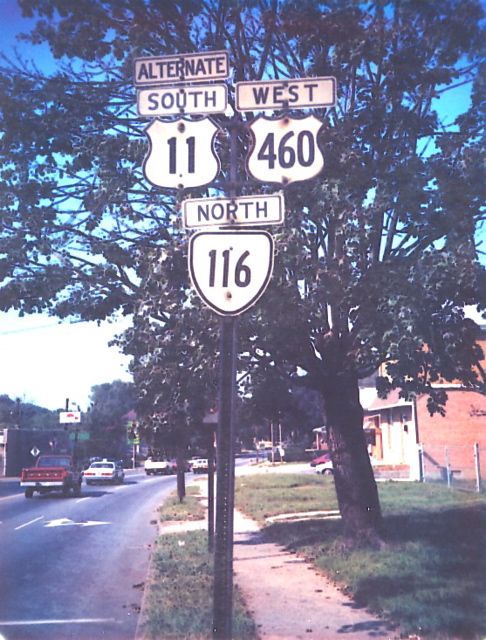 ALTERNATE
SOUTH WEST
11 460
NORTH
116